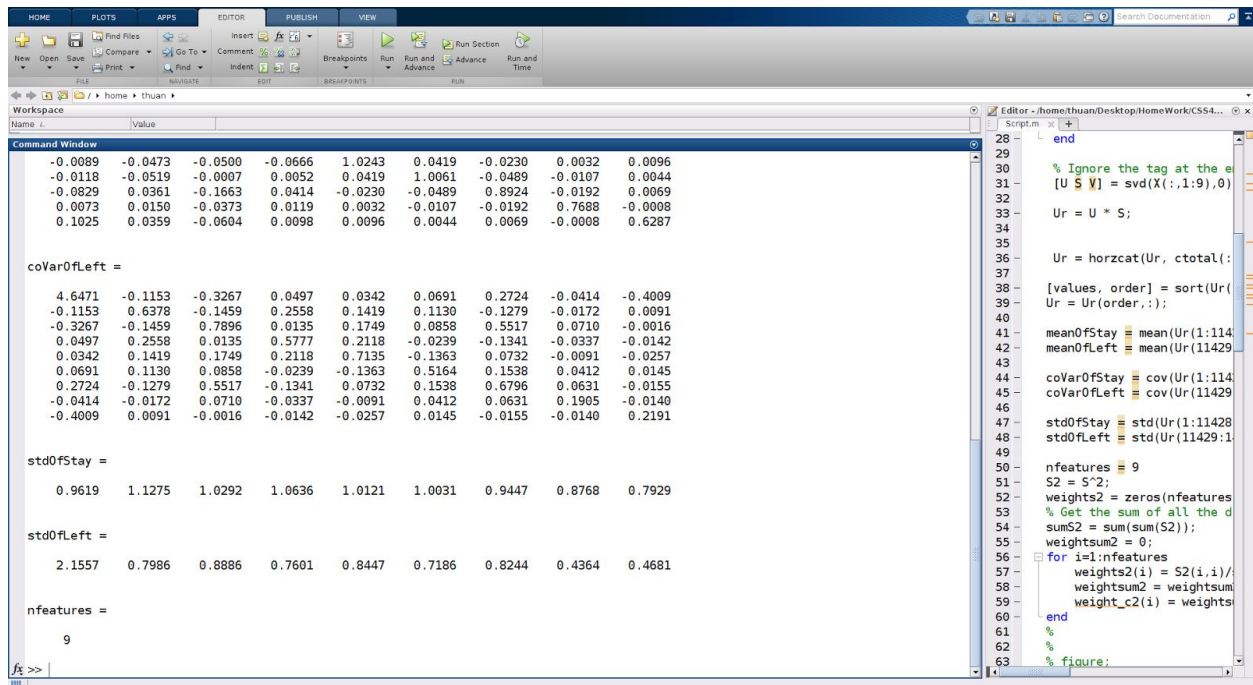 HOME PLOTS APPS EDITOR PUBLISH VIEW
Search Documentation
New Open Save
Find Files
Compare
Print
Go To
Find
Insert
Comment
Indent
Breakpoints
Run
Run and Advance
Run Section
Advance
Run and Time
FILE NAVIGATE EDIT BREAKPOINTS RUN
/ home thuan
Workspace
Name Value
Command Window
-0.0089 -0.0473 -0.0500 -0.0666 1.0243 0.0419 -0.0230 0.0032 0.0096
-0.0118 -0.0519 -0.0007 0.0052 0.0419 1.0061 -0.0489 -0.0107 0.0044
-0.0829 0.0361 -0.1663 0.0414 -0.0230 -0.0489 0.8924 -0.0192 0.0069
0.0073 0.0150 -0.0373 0.0119 0.0032 -0.0107 -0.0192 0.7688 -0.0008
0.1025 0.0359 -0.0604 0.0098 0.0096 0.0044 0.0069 -0.0008 0.6287
coVarOfLeft =
4.6471 -0.1153 -0.3267 0.0497 0.0342 0.0691 0.2724 -0.0414 -0.4009
-0.1153 0.6378 -0.1459 0.2558 0.1419 0.1130 -0.1279 -0.0172 0.0091
-0.3267 -0.1459 0.7896 0.0135 0.1749 0.0858 0.5517 0.0710 -0.0016
0.0497 0.2558 0.0135 0.5777 0.2118 -0.0239 -0.1341 -0.0337 -0.0142
0.0342 0.1419 0.1749 0.2118 0.7135 -0.1363 0.0732 -0.0091 -0.0257
0.0691 0.1130 0.0858 -0.0239 -0.1363 0.5164 0.1538 0.0412 0.0145
0.2724 -0.1279 0.5517 -0.1341 0.0732 0.1538 0.6796 0.0631 -0.0155
-0.0414 -0.0172 0.0710 -0.0337 -0.0091 0.0412 0.0631 0.1905 -0.0140
-0.4009 0.0091 -0.0016 -0.0142 -0.0257 0.0145 -0.0155 -0.0140 0.2191
stdOfStay =
0.9619 1.1275 1.0292 1.0636 1.0121 1.0031 0.9447 0.8768 0.7929
stdOfLeft =
2.1557 0.7986 0.8886 0.7601 0.8447 0.7186 0.8244 0.4364 0.4681
nfeatures =
9
fx >>
Editor - /home/thuan/Desktop/HomeWork/CSS4...
Script.m
28 end
29
30 % Ignore the tag at the e
31 [U S V] = svd(X(:,1:9),0)
32
33 Ur = U * S;
34
35
36 Ur = horzcat(Ur, ctotal(:
37
38 [values, order] = sort(Ur(
39 Ur = Ur(order,:);
40
41 meanOfStay = mean(Ur(1:114
42 meanOfLeft = mean(Ur(11429
43
44 coVarOfStay = cov(Ur(1:114
45 coVarOfLeft = cov(Ur(11429
46
47 stdOfStay = std(Ur(1:11428
48 stdOfLeft = std(Ur(11429:1
49
50 nfeatures = 9
51 S2 = S^2;
52 weights2 = zeros(nfeatures
53 % Get the sum of all the d
54 sumS2 = sum(sum(S2));
55 weightsum2 = 0;
56 for i=1:nfeatures
57 weights2(i) = S2(i,i)/
58 weightsum2 = weightsum
59 weight_c2(i) = weights
60 end
61 %
62 %
63 % figure;